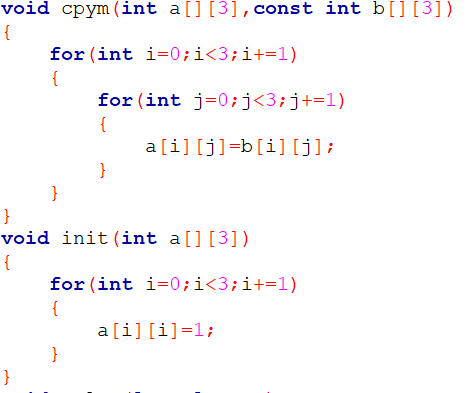 void cpym(int a[][3],const int b[][3])
{
    for(int i=0;i<3;i+=1)
    {
        for(int j=0;j<3;j+=1)
        {
            a[i][j]=b[i][j];
        }
    }
}
void init(int a[][3])
{
    for(int i=0;i<3;i+=1)
    {
        a[i][i]=1;
    }
}